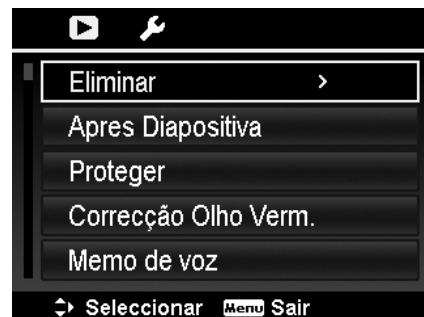 Eliminar >
Apres Diapositiva
Proteger
Correcção Olho Verm.
Memo de voz
Seleccionar Menu Sair